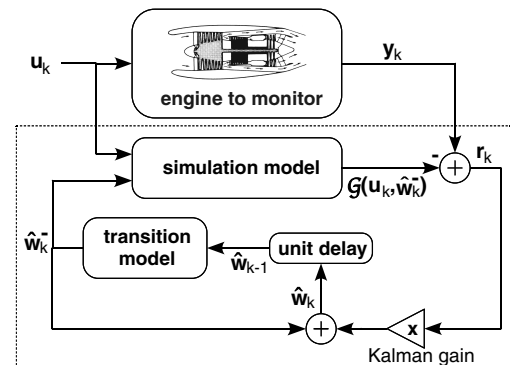 u_k
y_k
engine to monitor
simulation model
-
+
r_k
G(u_k, ŵ_k^-)
ŵ_k^-
transition
model
ŵ_{k-1}
unit delay
ŵ_k
+
x
Kalman gain